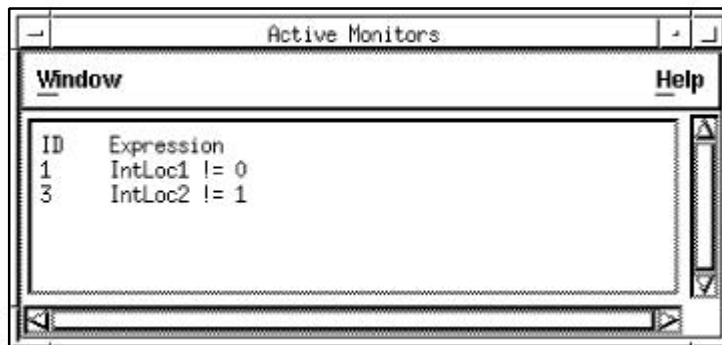 Active Monitors
Window Help
ID Expression
1 IntLoc1 != 0
3 IntLoc2 != 1